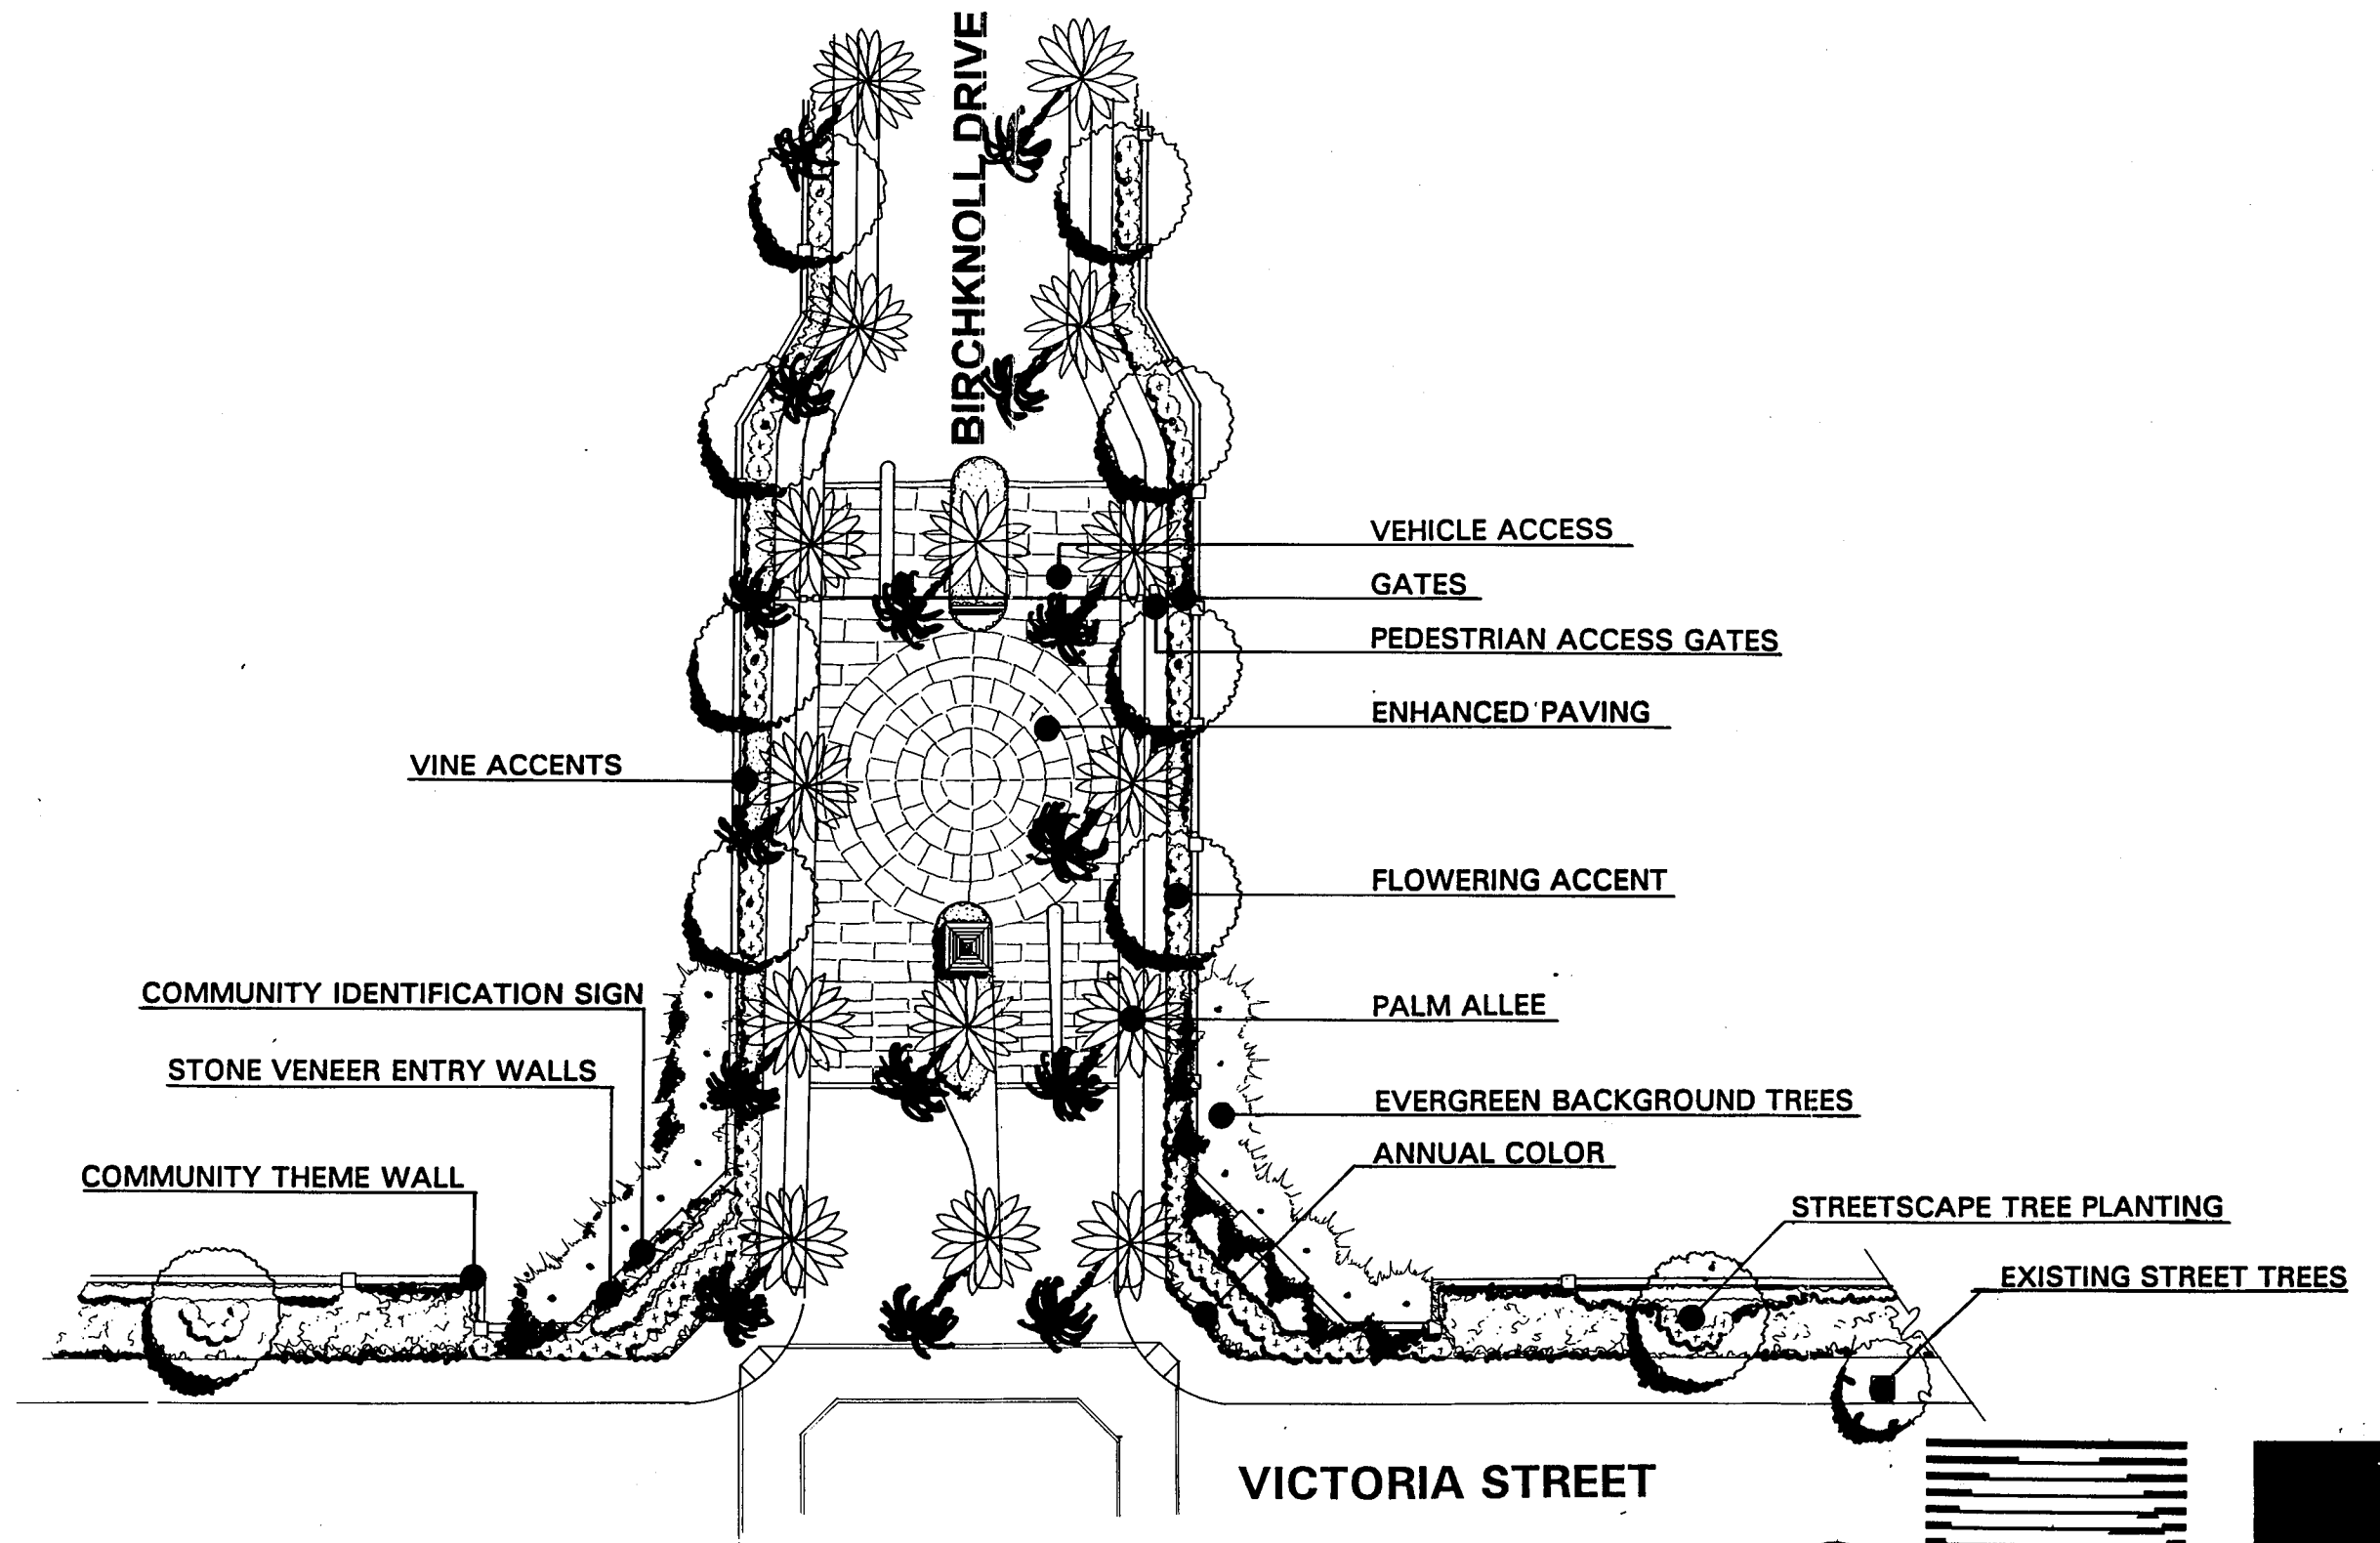 BIRCHKNOLL DRIVE
VEHICLE ACCESS
GATES
PEDESTRIAN ACCESS GATES
ENHANCED PAVING
VINE ACCENTS
FLOWERING ACCENT
COMMUNITY IDENTIFICATION SIGN
PALM ALLEE
STONE VENEER ENTRY WALLS
EVERGREEN BACKGROUND TREES
ANNUAL COLOR
COMMUNITY THEME WALL
STREETSCAPE TREE PLANTING
EXISTING STREET TREES
VICTORIA STREET